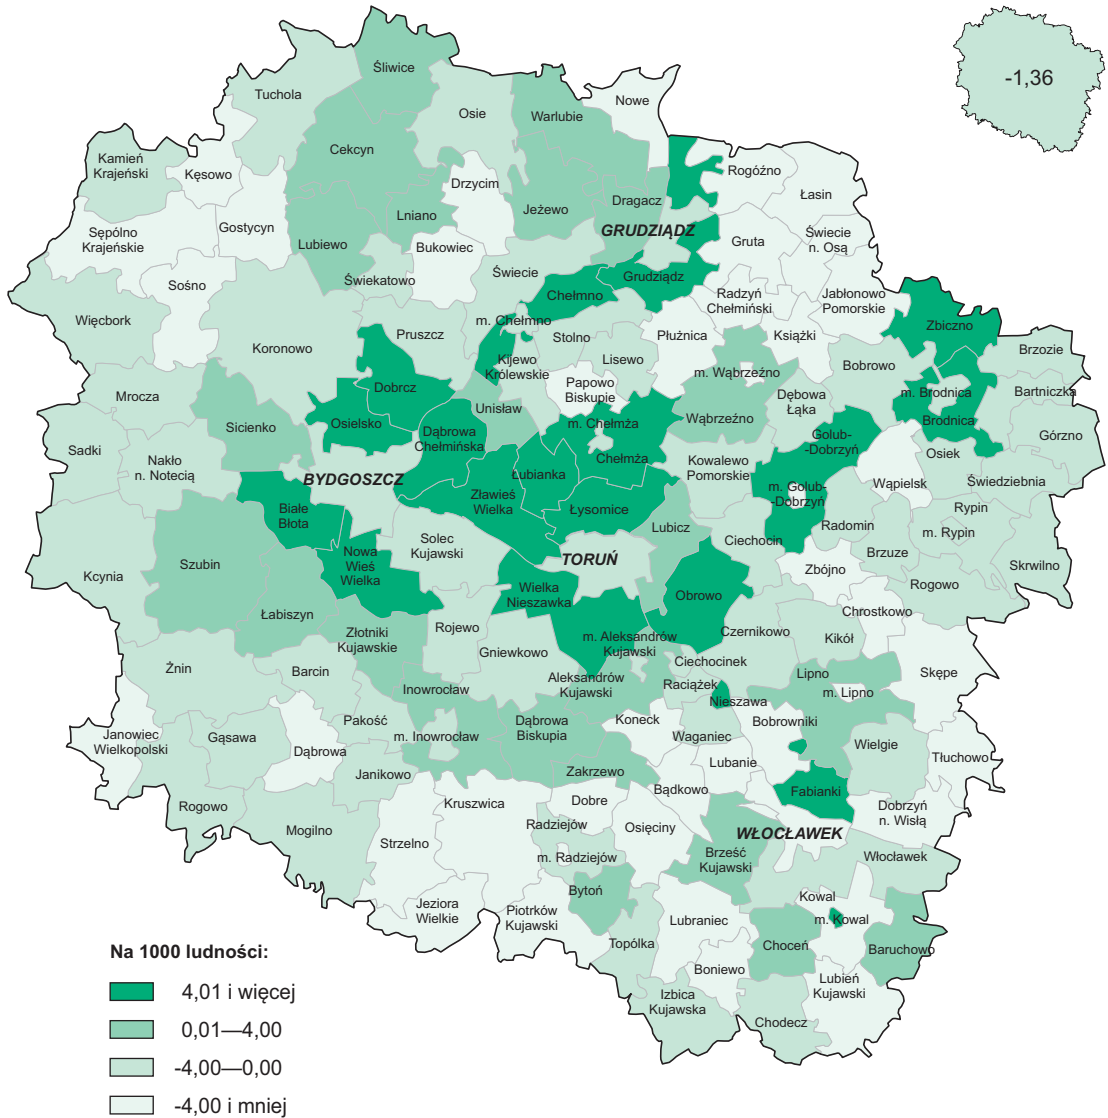 Śliwice
-1,36
Tuchola
Nowe
Osie
Warlubie
Cekcyn
Kamień
Krajeński
Kęsowo
Rogóźno
Drzycim
Łasin
Dragacz
Jeżewo
Lniano
Gostycyn
Sępólno
Krajeńskie
GRUDZIĄDZ
Świecie
n. Osą
Gruta
Lubiewo
Bukowiec
Świecie
Grudziądz
Świekatowo
Sośno
Chełmno
Radzyń
Chełmiński
Jabłonowo
Pomorskie
Więcbork
m. Chełmno
Zbiczno
Pruszcz
Płużnica
Książki
Stolno
Koronowo
Brzozie
Kijewo
Królewskie
Lisewo
Bobrowo
m. Wąbrzeźno
Papowo
Biskupie
Dobrcz
Mrocza
m. Brodnica
Bartniczka
Osielsko
Dębowa
Łąka
Unisław
Wąbrzeźno
m. Chełmża
Brodnica
Sicienko
Dąbrowa
Chełmińska
Golub-
-Dobrzyń
Górzno
Sadki
Osiek
Chełmża
Nakło
n. Notecią
Kowalewo
Pomorskie
BYDGOSZCZ
Łubianka
Świedziebnia
Wąpielsk
m. Golub-
-Dobrzyń
Zławieś
Wielka
Białe
Błota
Łysomice
Rypin
Lubicz
Radomin
m. Rypin
Solec
Kujawski
Ciechocin
Nowa
Wieś
Wielka
Brzuze
TORUŃ
Szubin
Skrwilno
Zbójno
Kcynia
Rogowo
Wielka
Nieszawka
Obrowo
Chrostkowo
Łabiszyn
Rojewo
Złotniki
Kujawskie
Czernikowo
Kikół
m. Aleksandrów
Kujawski
Gniewkowo
Ciechocinek
Żnin
Barcin
Lipno
Skępe
Aleksandrów
Kujawski
Raciążek
Inowrocław
m. Lipno
Nieszawa
Pakość
Koneck
Bobrowniki
Dąbrowa
Biskupia
Janowiec
Wielkopolski
Gąsawa
m. Inowrocław
Waganiec
Wielgie
Dąbrowa
Tłuchowo
Lubanie
Janikowo
Zakrzewo
Bądkowo
Fabianki
Rogowo
Kruszwica
Dobre
Dobrzyń
n. Wisłą
Mogilno
Radziejów
Osięciny
WŁOCŁAWEK
Strzelno
m. Radziejów
Brześć
Kujawski
Włocławek
Bytoń
Kowal
Jeziora
Wielkie
Piotrków
Kujawski
Lubraniec
m. Kowal
Topólka
Choceń
Baruchowo
Boniewo
Lubień
Kujawski
Izbica
Kujawska
Chodecz
Na 1000 ludności:
4,01 i więcej
0,01—4,00
-4,00—0,00
-4,00 i mniej